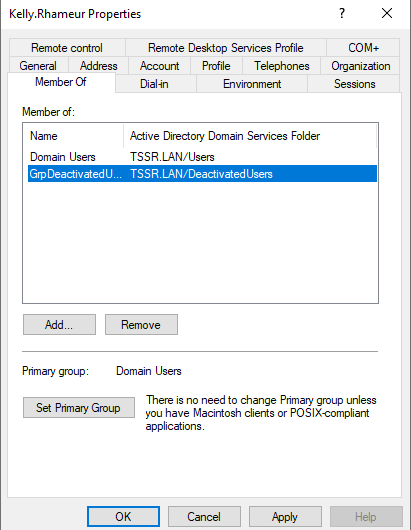 Kelly.Rhameur Properties
? X
Remote control Remote Desktop Services Profile COM+
General Address Account Profile Telephones Organization
Member Of Dial-in Environment Sessions
Member of:
Name Active Directory Domain Services Folder
Domain Users TSSR.LAN/Users
GrpDeactivatedU... TSSR.LAN/DeactivatedUsers
Add... Remove
Primary group: Domain Users
Set Primary Group
There is no need to change Primary group unless
you have Macintosh clients or POSIX-compliant
applications.
OK Cancel Apply Help